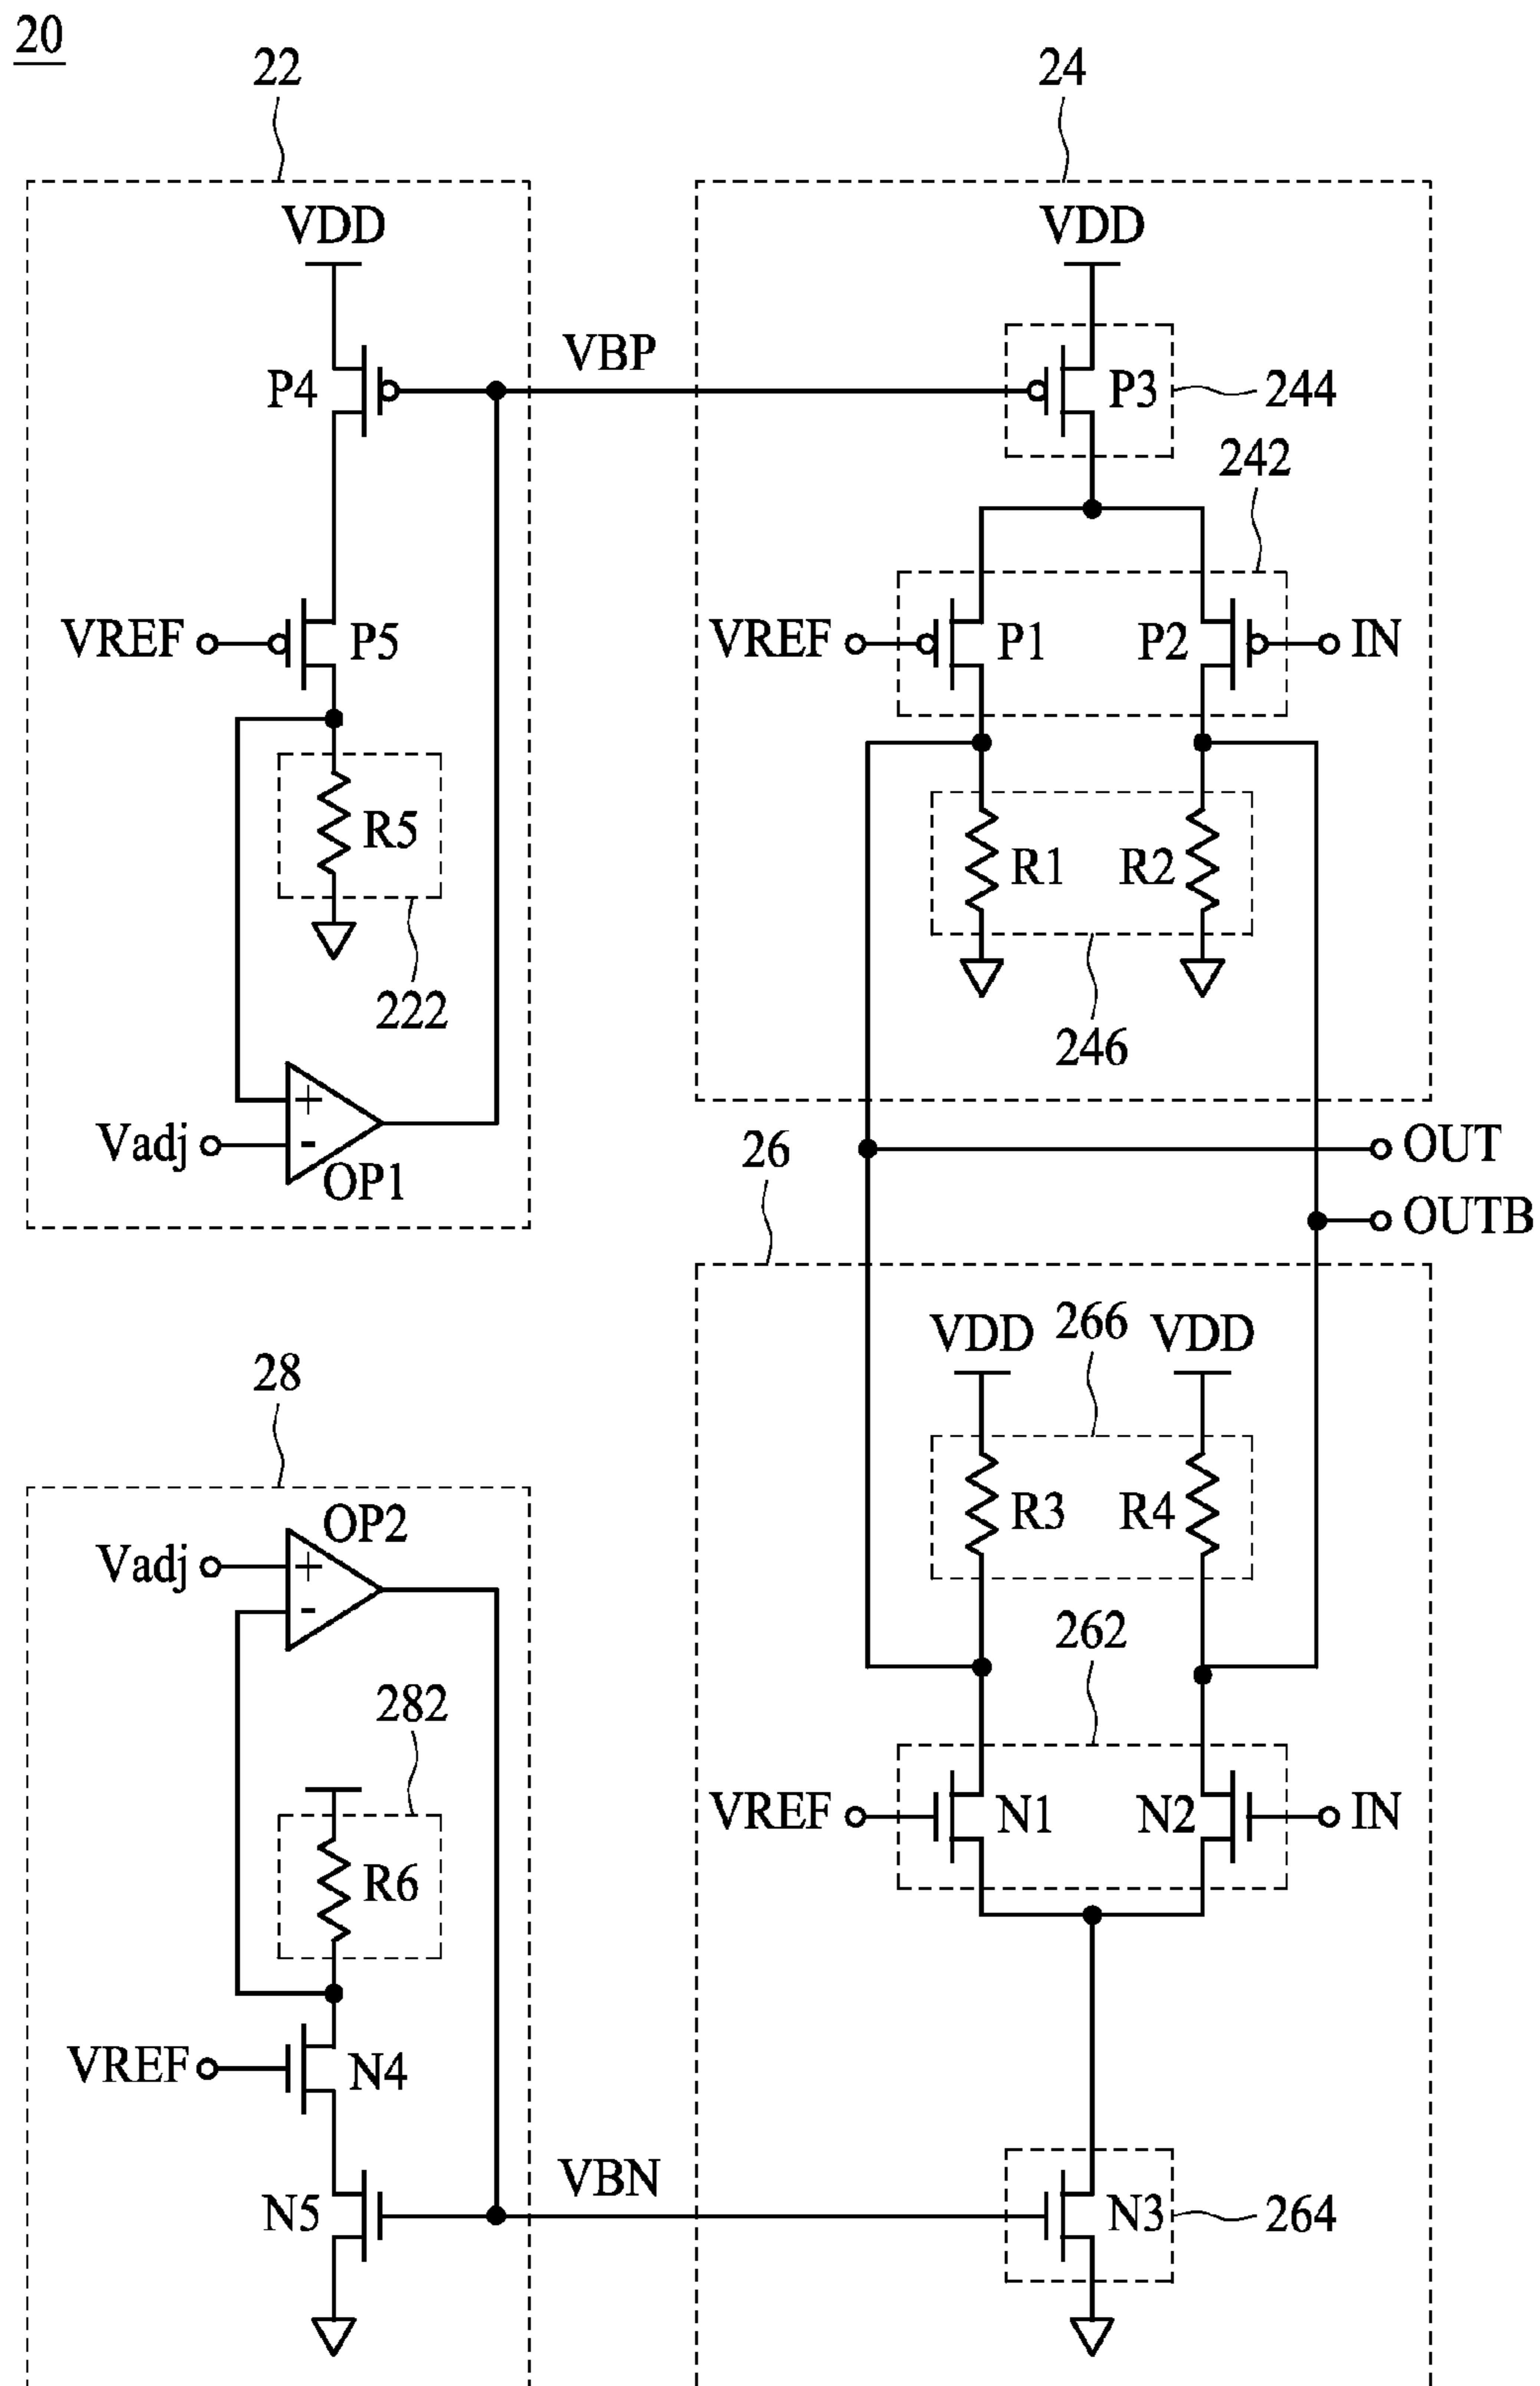 20
22
24
VDD
VDD
P4
VBP
P3
244
242
VREF
P5
VREF
P1
P2
IN
R5
R1
R2
222
246
Vadj
+
-
OP1
26
OUT
OUTB
28
VDD
266
VDD
OP2
Vadj
+
-
R3
R4
262
282
R6
VREF
N1
N2
IN
VREF
N4
N5
VBN
N3
264